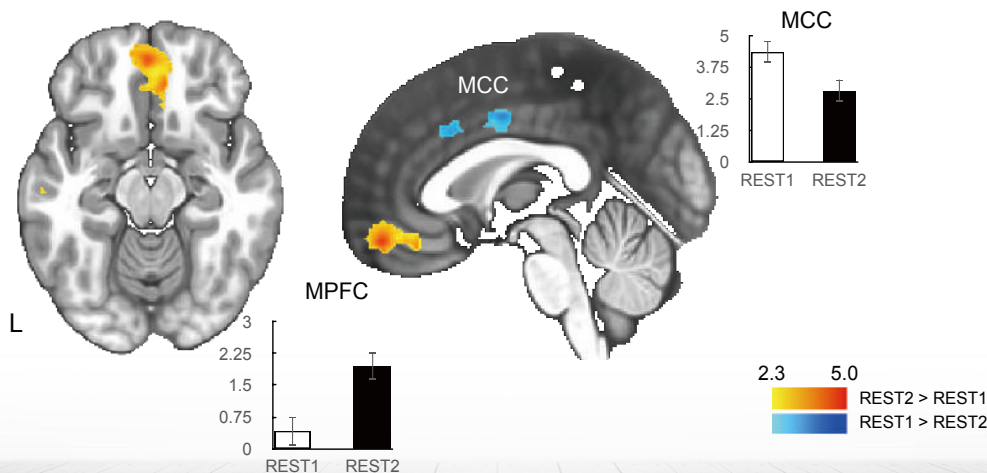 MCC
5
3.75
2.5
1.25
0
REST1 REST2
MCC
MPFC
L
3
2.25
1.5
0.75
0
REST1 REST2
2.3 5.0
REST2 > REST1
REST1 > REST2